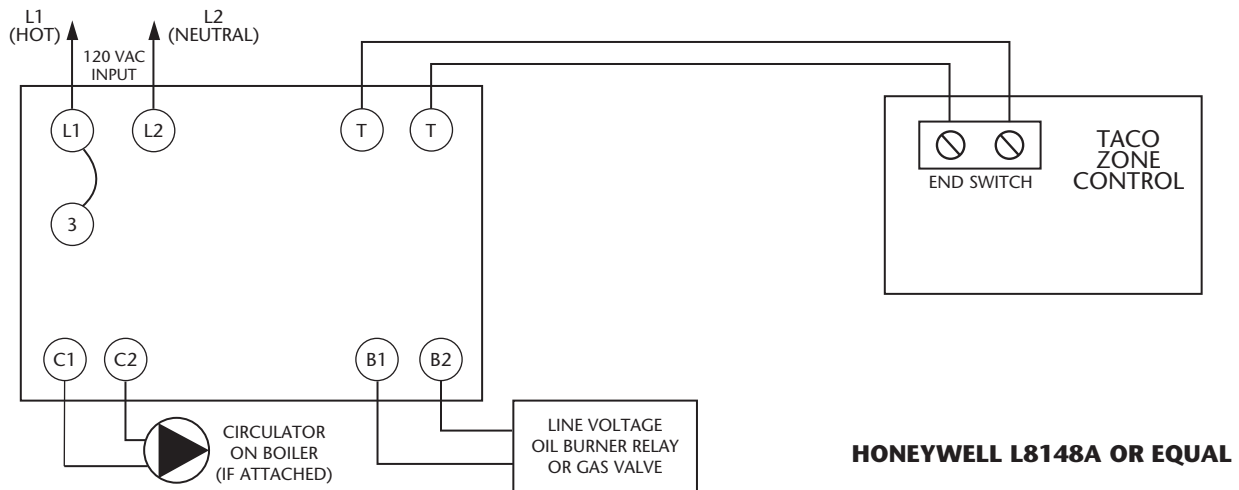 L1
(HOT)
L2
(NEUTRAL)
120 VAC
INPUT
L1
L2
T
T
3
END SWITCH
TACO
ZONE
CONTROL
C1
C2
B1
B2
CIRCULATOR
ON BOILER
(IF ATTACHED)
LINE VOLTAGE
OIL BURNER RELAY
OR GAS VALVE
HONEYWELL L8148A OR EQUAL